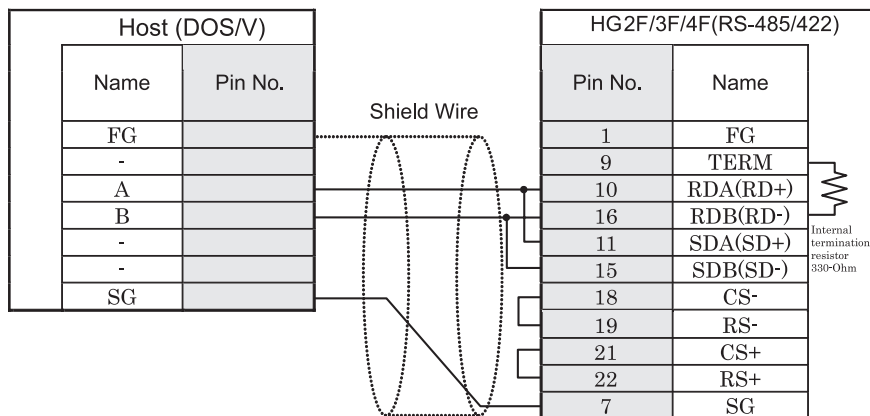 Host (DOS/V)
Name Pin No.
FG
-
A
B
-
-
SG
Shield Wire
HG2F/3F/4F(RS-485/422)
Pin No. Name
1 FG
9 TERM
10 RDA(RD+)
16 RDB(RD-)
11 SDA(SD+)
15 SDB(SD-)
18 CS-
19 RS-
21 CS+
22 RS+
7 SG
Internal
termination
resistor
330-Ohm